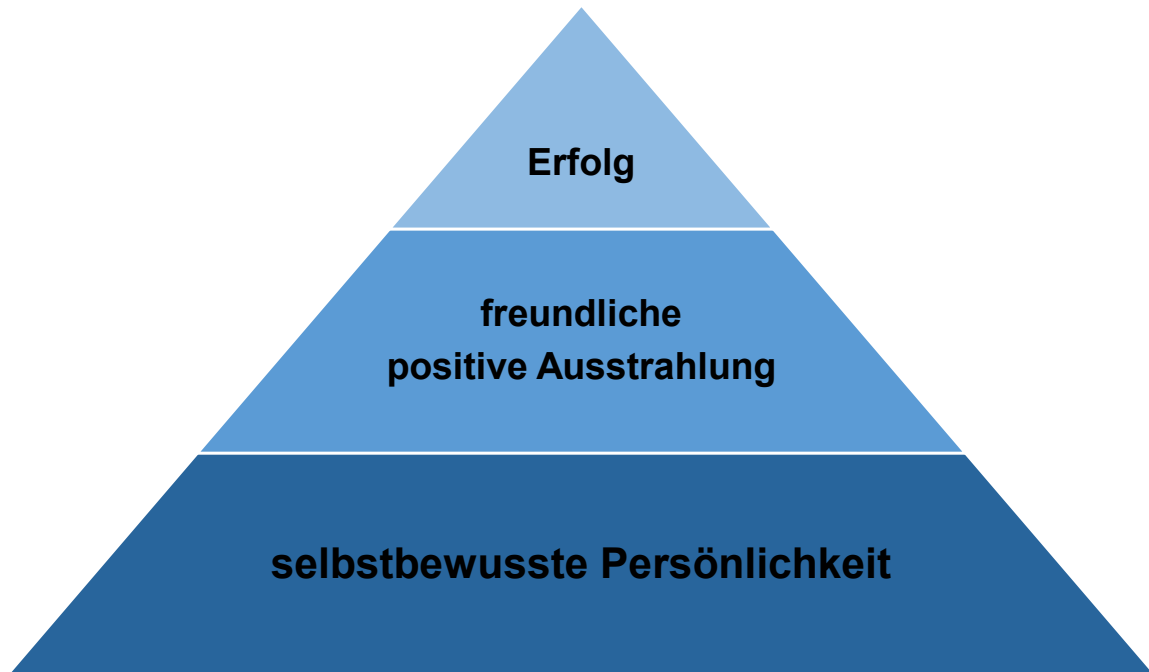 Erfolg
freundliche
positive Ausstrahlung
selbstbewusste Persönlichkeit